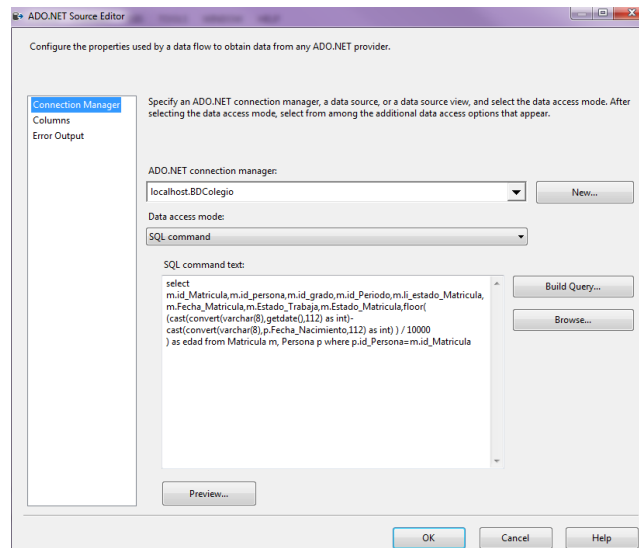 ADO.NET Source Editor
Configure the properties used by a data flow to obtain data from any ADO.NET provider.
Connection Manager
Columns
Error Output
Specify an ADO.NET connection manager, a data source, or a data source view, and select the data access mode. After
selecting the data access mode, select from among the additional data access options that appear.
ADO.NET connection manager:
localhost.BDColegio
New...
Data access mode:
SQL command
SQL command text:
select
m.id_Matricula,m.id_persona,m.id_grado,m.id_Periodo,m.li_estado_Matricula,
m.Fecha_Matricula,m.Estado_Trabaja,m.Estado_Matricula,floor(
(cast(convert(varchar(8),getdate(),112) as int)-
cast(convert(varchar(8),p.Fecha_Nacimiento,112) as int) ) / 10000
) as edad from Matricula m, Persona p where p.id_Persona=m.id_Matricula
Build Query...
Browse...
Preview...
OK
Cancel
Help